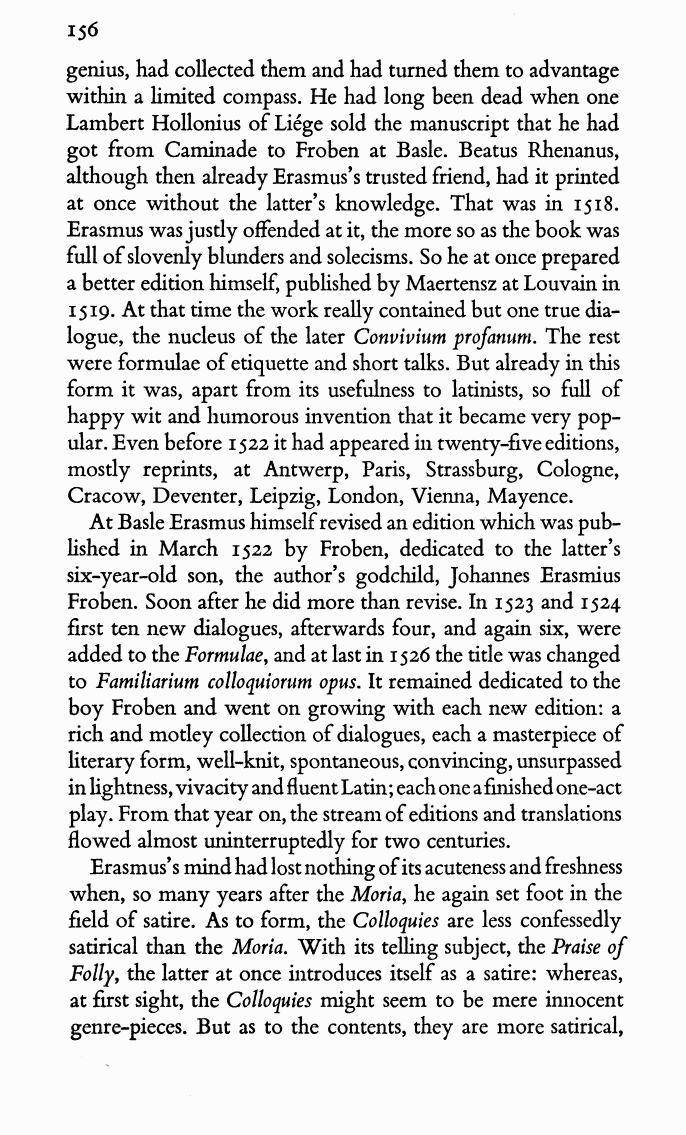 156
genius, had collected them and had turned them to advantage
within a limited compass. He had long been dead when one
Lambert Hollonius of Liége sold the manuscript that he had
got from Caminade to Froben at Basle. Beatus Rhenanus,
although then already Erasmus's trusted friend, had it printed
at once without the latter's knowledge. That was in 1518.
Erasmus was justly offended at it, the more so as the book was
full of slovenly blunders and solecisms. So he at once prepared
a better edition himself, published by Maertensz at Louvain in
1519. At that time the work really contained but one true dia-
logue, the nucleus of the later Convivium profanum. The rest
were formulae of etiquette and short talks. But already in this
form it was, apart from its usefulness to latinists, so full of
happy wit and humorous invention that it became very pop-
ular. Even before 1522 it had appeared in twenty-five editions,
mostly reprints, at Antwerp, Paris, Strassburg, Cologne,
Cracow, Deventer, Leipzig, London, Vienna, Mayence.
At Basle Erasmus himself revised an edition which was pub-
lished in March 1522 by Froben, dedicated to the latter's
six-year-old son, the author's godchild, Johannes Erasmius
Froben. Soon after he did more than revise. In 1523 and 1524
first ten new dialogues, afterwards four, and again six, were
added to the Formulae, and at last in 1526 the title was changed
to Familiarium colloquiorum opus. It remained dedicated to the
boy Froben and went on growing with each new edition: a
rich and motley collection of dialogues, each a masterpiece of
literary form, well-knit, spontaneous, convincing, unsurpassed
in lightness, vivacity and fluent Latin; each one a finished one-act
play. From that year on, the stream of editions and translations
flowed almost uninterruptedly for two centuries.
Erasmus's mind had lost nothing of its acuteness and freshness
when, so many years after the Moria, he again set foot in the
field of satire. As to form, the Colloquies are less confessedly
satirical than the Moria. With its telling subject, the Praise of
Folly, the latter at once introduces itself as a satire: whereas,
at first sight, the Colloquies might seem to be mere innocent
genre-pieces. But as to the contents, they are more satirical,